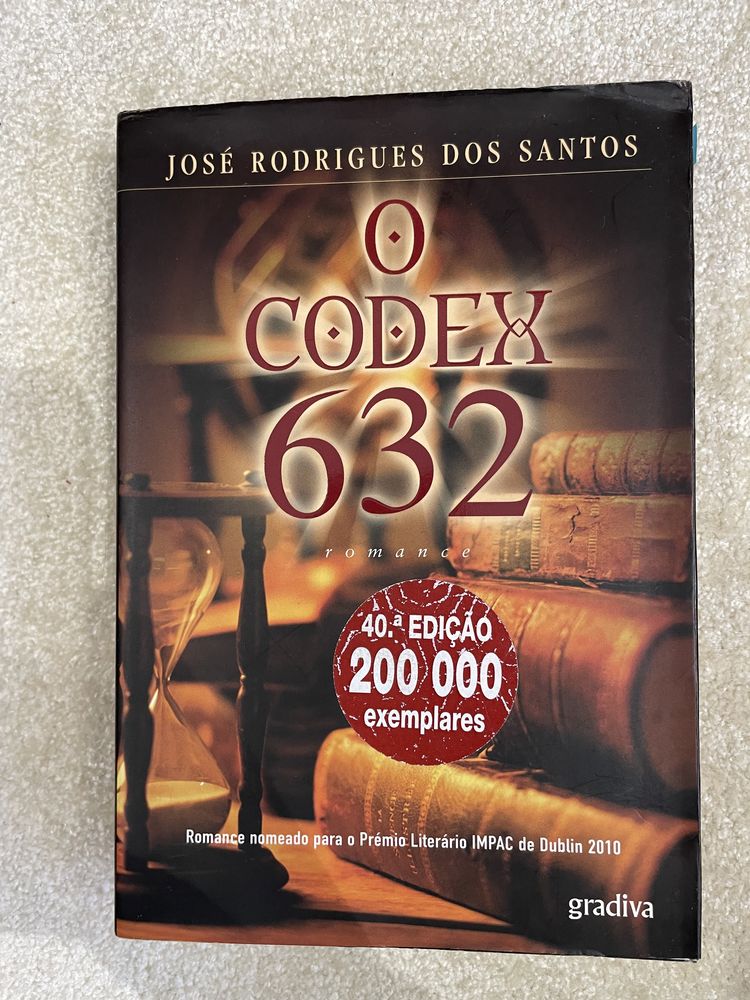 JOSÉ RODRIGUES DOS SANTOS
O
CODEX
632
romance
40.ª EDIÇÃO
200 000
exemplares
Romance nomeado para o Prémio Literário IMPAC de Dublin 2010
gradiva